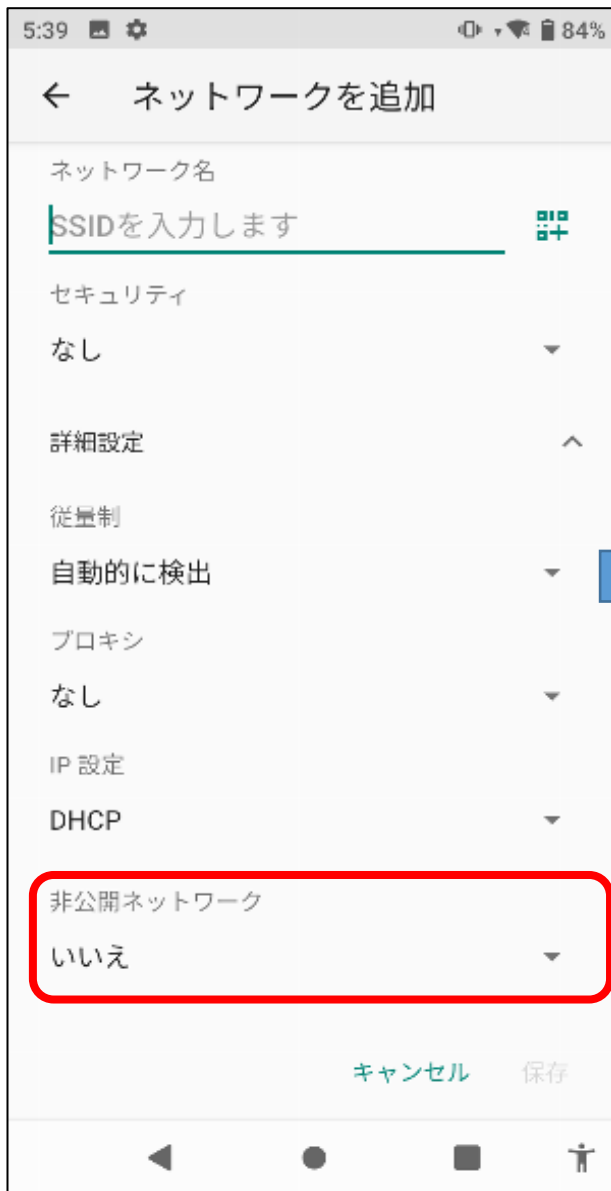 5:39 84%
ネットワークを追加
ネットワーク名
SSIDを入力します
セキュリティ
なし
詳細設定
従量制
自動的に検出
プロキシ
なし
IP 設定
DHCP
非公開ネットワーク
いいえ
キャンセル 保存